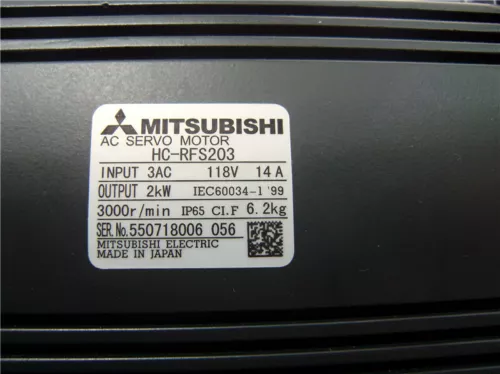 MITSUBISHI
AC SERVO MOTOR
HC-RFS203
INPUT 3AC 118V 14A
OUTPUT 2kW IEC60034-1 '99
3000r/min IP65 CI.F 6.2kg
SER.No.550718006 056
MITSUBISHI ELECTRIC
MADE IN JAPAN